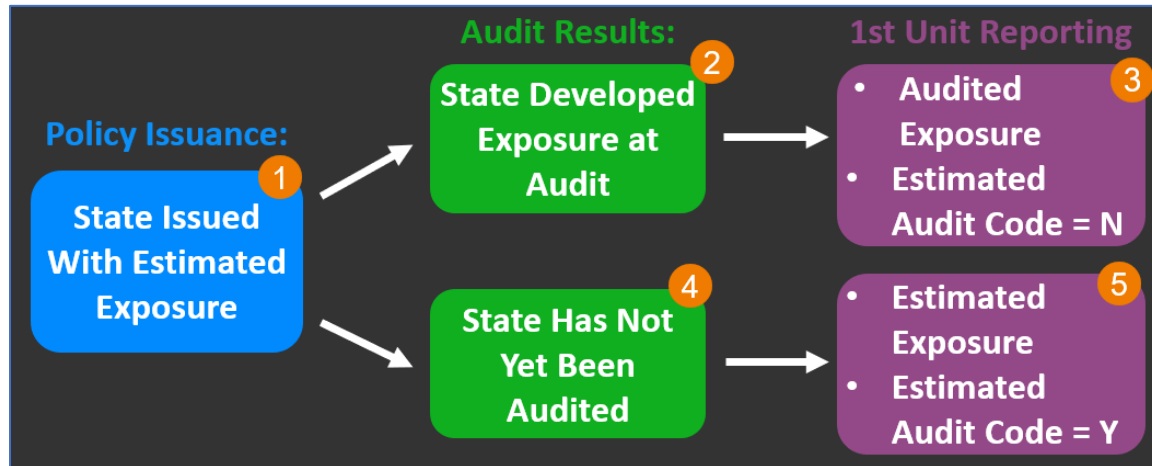 Policy Issuance:
1
State Issued
With Estimated
Exposure
Audit Results:
2
State Developed
Exposure at
Audit
1st Unit Reporting
3
• Audited
Exposure
• Estimated
Audit Code = N
4
State Has Not
Yet Been
Audited
5
• Estimated
Exposure
• Estimated
Audit Code = Y